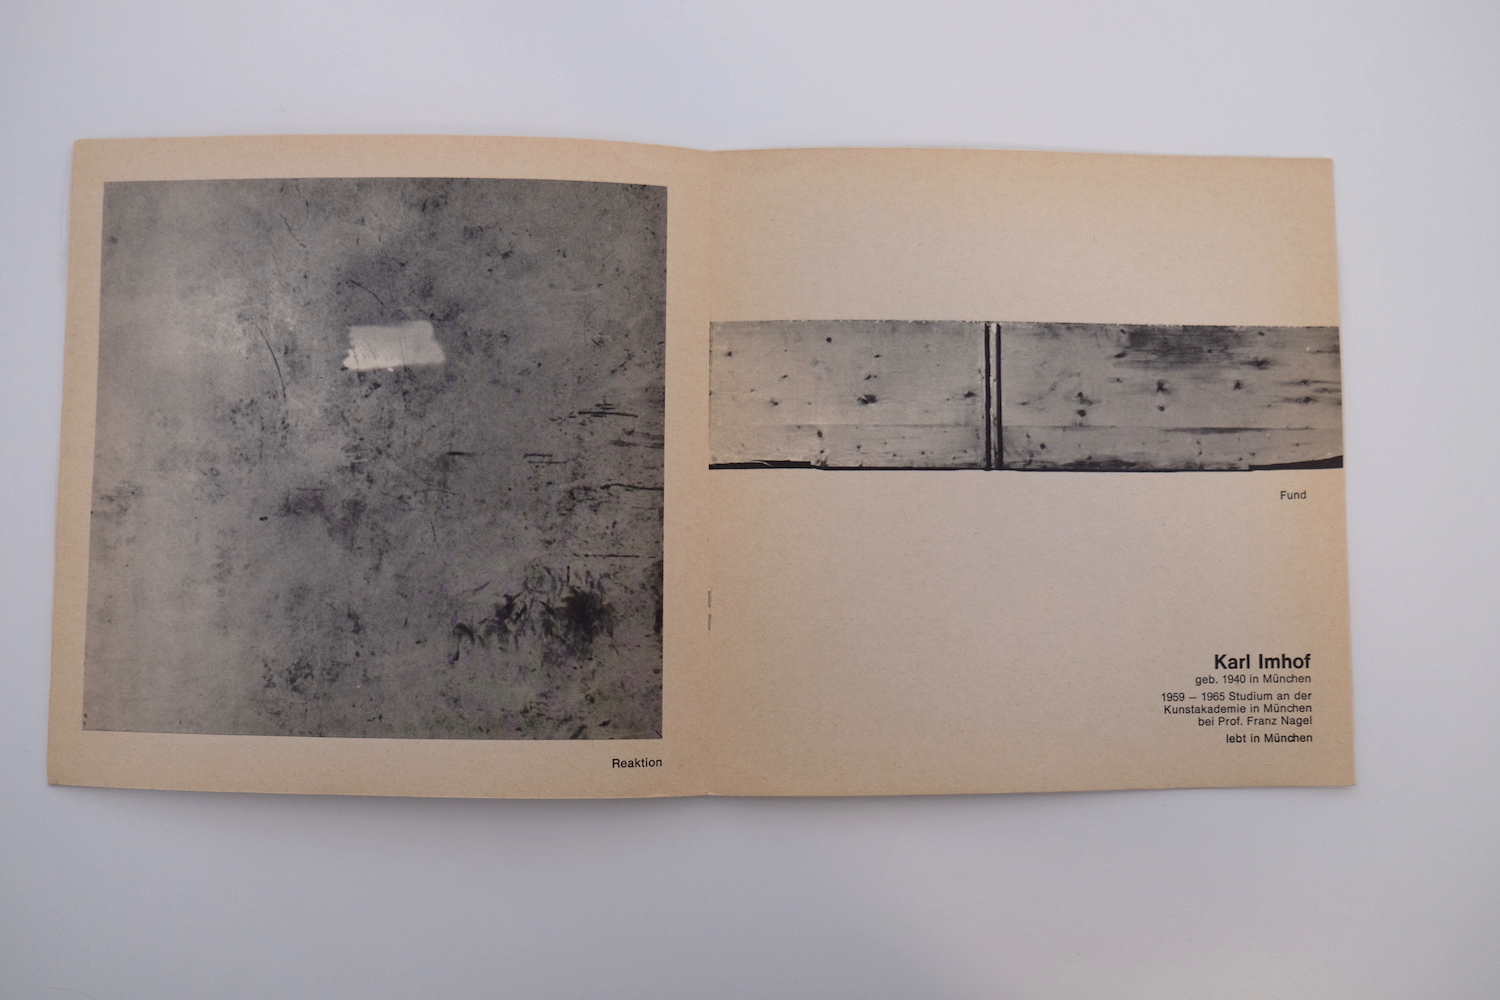 Reaktion
Fund
Karl Imhof
geb. 1940 in München
1959 – 1965 Studium an der
Kunstakademie in München
bei Prof. Franz Nagel
lebt in München